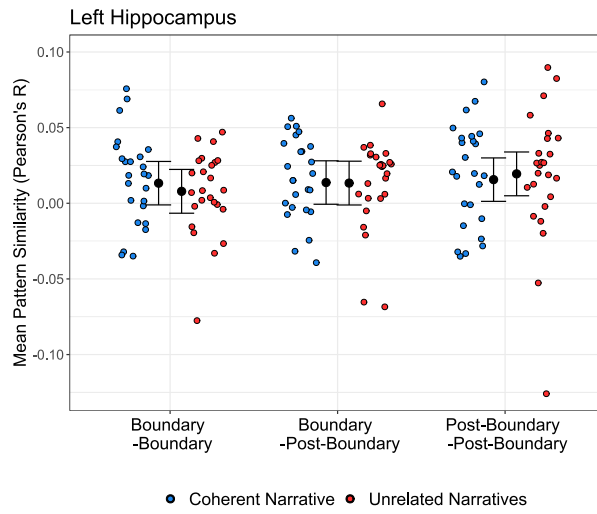 Left Hippocampus
Mean Pattern Similarity (Pearson's R)
0.10
0.05
0.00
-0.05
-0.10
Boundary
-Boundary
Boundary
-Post-Boundary
Post-Boundary
-Post-Boundary
Coherent Narrative
Unrelated Narratives